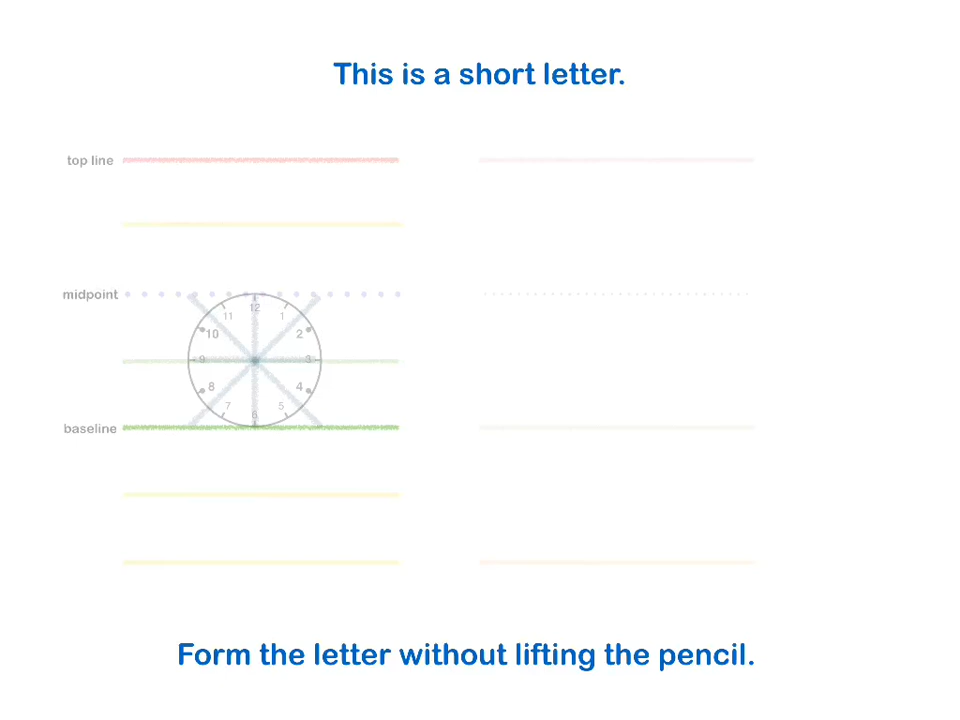 This is a short letter.
top line
midpoint
12
11 1
10 2
9 3
8 4
7 5
6
baseline
Form the letter without lifting the pencil.